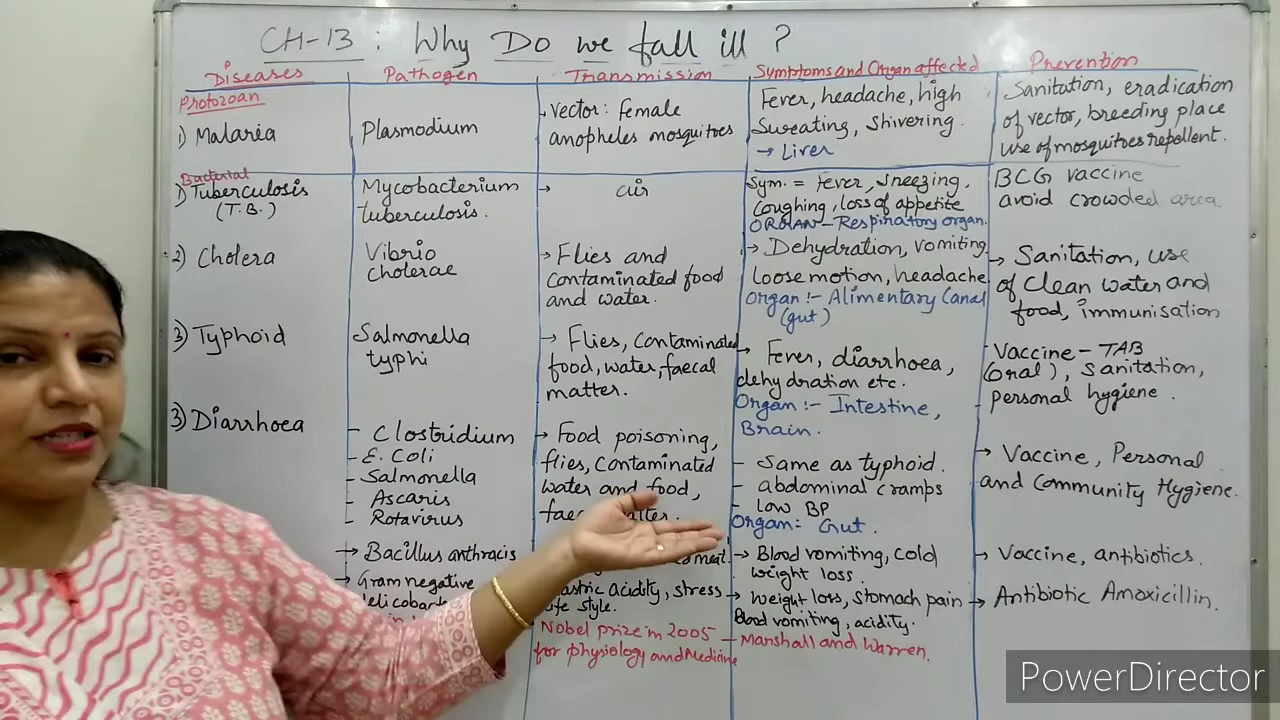 CH-13 : Why Do we fall ill ?
Diseases Pathogen Transmission Symptoms and Organ affected Prevention
Protozoan
1) Malaria
Plasmodium
vector: female
anopheles mosquitoes
Fever, headache, high
Sweating, Shivering.
→ Liver
Sanitation, eradication
of vector, breeding place
use of mosquitoes repellent.
Bacterial
1) Tuberculosis
(T.B.)
Mycobacterium
tuberculosis.
→ air
Sym. = Fever, sneezing,
Coughing, loss of appetite
ORGAN - Respiratory organ.
BCG vaccine
avoid crowded area.
2) Cholera
Vibrio
cholerae
→ Flies and
contaminated food
and water.
→ Dehydration, vomiting
loose motion, headache
Organ :- Alimentary Canal
(gut)
→ Sanitation, use
of Clean water and
food, immunisation
3) Typhoid
Salmonella
typhi
→ Flies, contaminated
food, water, faecal
matter.
→ Fever, diarrhoea,
dehydration etc.
Organ :- Intestine,
Brain.
- Vaccine - TAB
(oral), Sanitation,
personal hygiene.
3) Diarrhoea
- Clostridium
- E. Coli
- Salmonella
- Ascaris
- Rotavirus
→ Food poisoning,
flies, contaminated
water and food,
- Same as typhoid.
- abdominal cramps
- Low BP
Organ: Gut.
→ Vaccine, Personal
and Community Hygiene.
→ Bacillus anthracis
meat.
→ Blood vomiting, cold
weight loss.
→ Vaccine, antibiotics.
→ Gram negative
acidity, stress
style.
→ Weight loss, stomach pain
Blood vomiting, acidity.
→ Antibiotic Amoxicillin.
Nobel prize in 2005 - Marshall and Warren.
for physiology and Medicine
PowerDirector